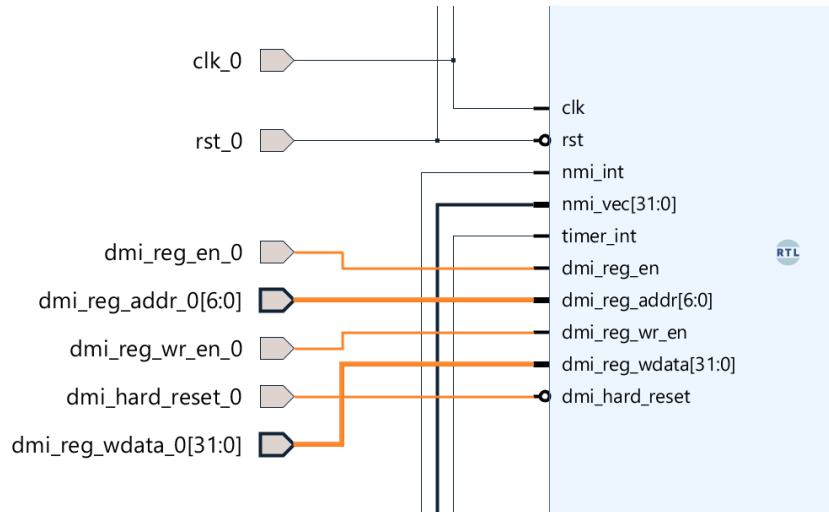 clk_0
rst_0
dmi_reg_en_0
dmi_reg_addr_0[6:0]
dmi_reg_wr_en_0
dmi_hard_reset_0
dmi_reg_wdata_0[31:0]
clk
rst
nmi_int
nmi_vec[31:0]
timer_int
dmi_reg_en
dmi_reg_addr[6:0]
dmi_reg_wr_en
dmi_reg_wdata[31:0]
dmi_hard_reset
RTL